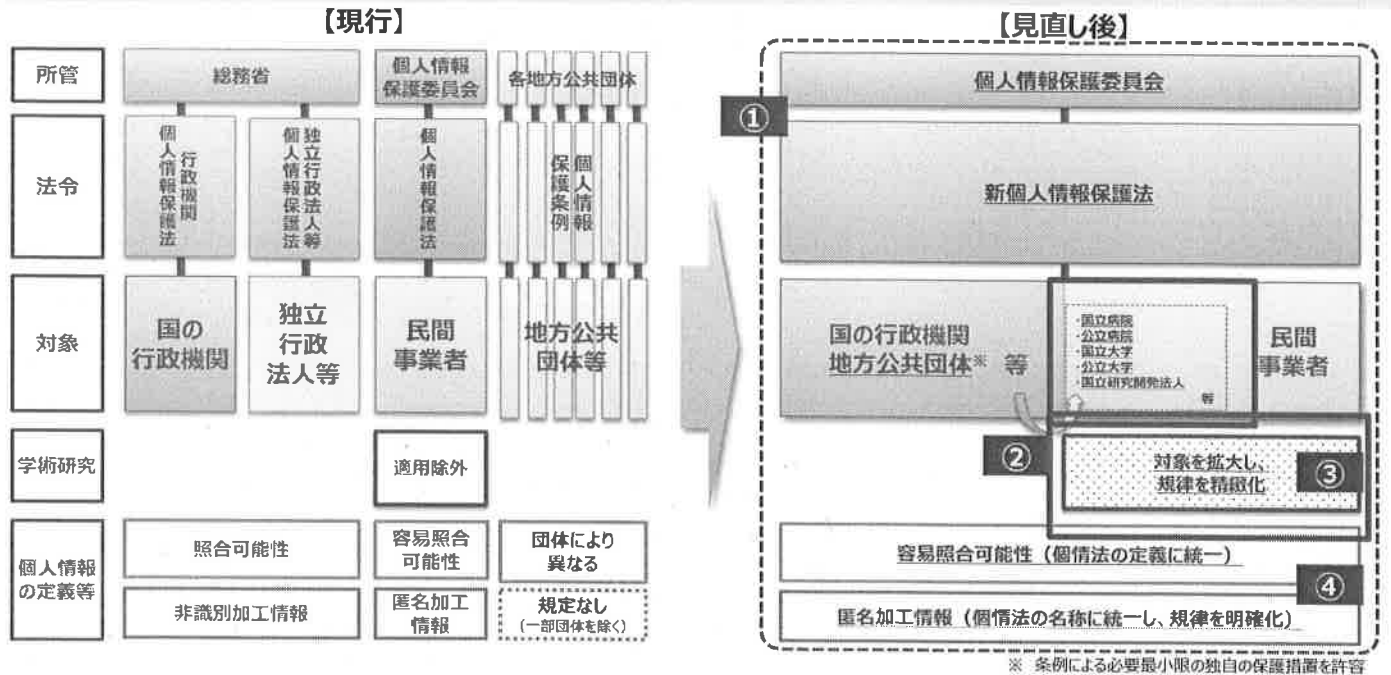 【現行】
所管
総務省
個人情報
保護委員会
各地方公共団体
法令
行政機関
個人情報保護法
独立行政法人等
個人情報保護法
個人情報保護法
個人情報
保護条例
対象
国の
行政機関
独立
行政
法人等
民間
事業者
地方公共
団体等
学術研究
適用除外
個人情報
の定義等
照合可能性
容易照合
可能性
団体により
異なる
非識別加工情報
匿名加工
情報
規定なし
（一部団体を除く）
【見直し後】
個人情報保護委員会
①
新個人情報保護法
国の行政機関
地方公共団体※ 等
・国立病院
・公立病院
・国立大学
・公立大学
・国立研究開発法人
等
民間
事業者
②
対象を拡大し、
規律を精緻化
③
容易照合可能性（個情法の定義に統一）
④
匿名加工情報（個情法の名称に統一し、規律を明確化）
※ 条例による必要最小限の独自の保護措置を許容